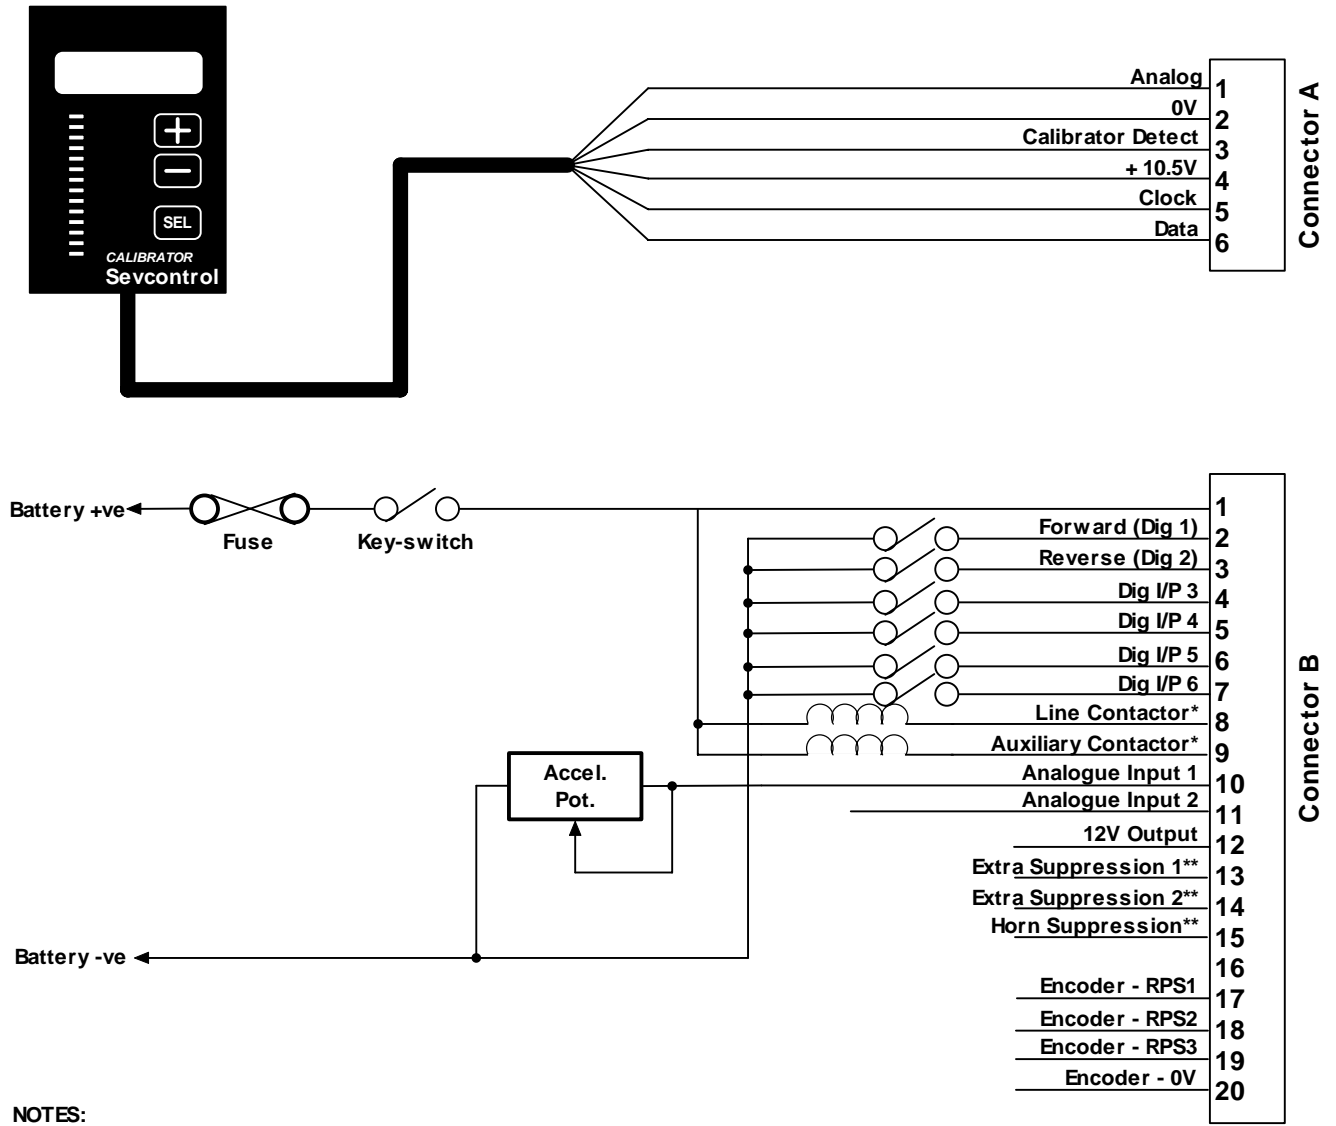 SEL
CALIBRATOR
Sevcontrol
Analog 1
0V 2
Calibrator Detect 3
+ 10.5V 4
Clock 5
Data 6
Connector A
Battery +ve
Fuse
Key-switch
1
Forward (Dig 1) 2
Reverse (Dig 2) 3
Dig I/P 3 4
Dig I/P 4 5
Dig I/P 5 6
Dig I/P 6 7
Line Contactor* 8
Auxiliary Contactor* 9
Accel.
Pot.
Analogue Input 1 10
Analogue Input 2 11
12V Output 12
Extra Suppression 1** 13
Extra Suppression 2** 14
Horn Suppression** 15
Battery -ve
16
Encoder - RPS1 17
Encoder - RPS2 18
Encoder - RPS3 19
Encoder - 0V 20
Connector B
NOTES: